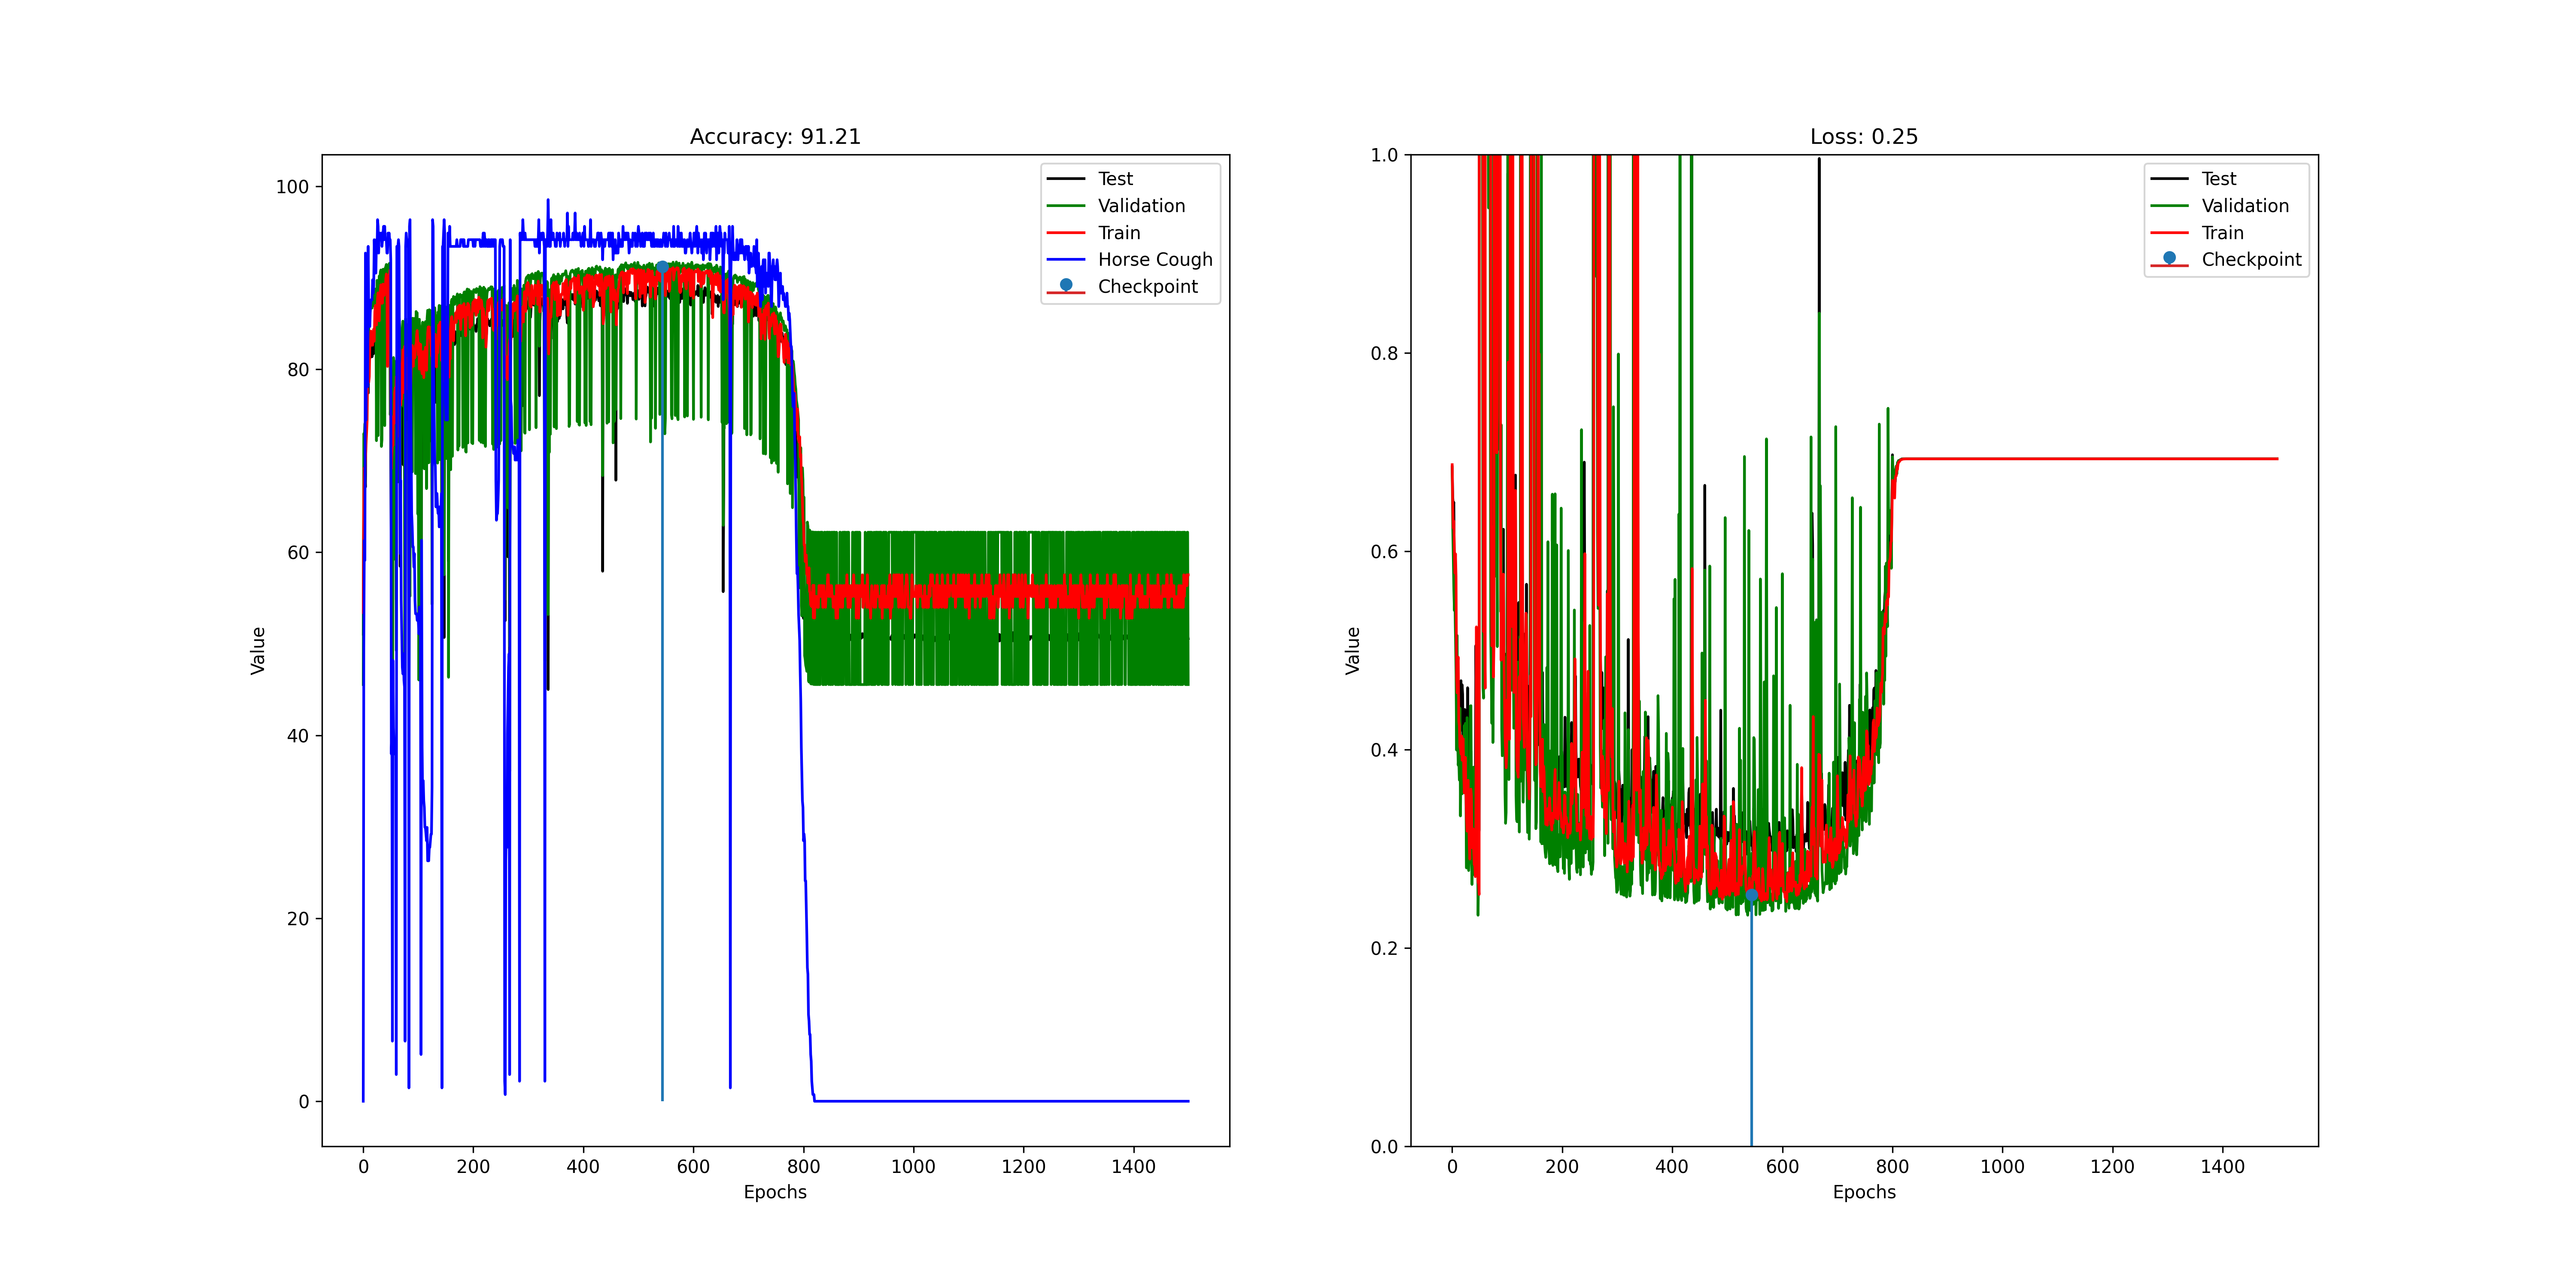 Accuracy: 91.21
100
80
60
40
20
0
Value
0 200 400 600 800 1000 1200 1400
Epochs
Test
Validation
Train
Horse Cough
Checkpoint
Loss: 0.25
1.0
0.8
0.6
0.4
0.2
0.0
Value
0 200 400 600 800 1000 1200 1400
Epochs
Test
Validation
Train
Checkpoint